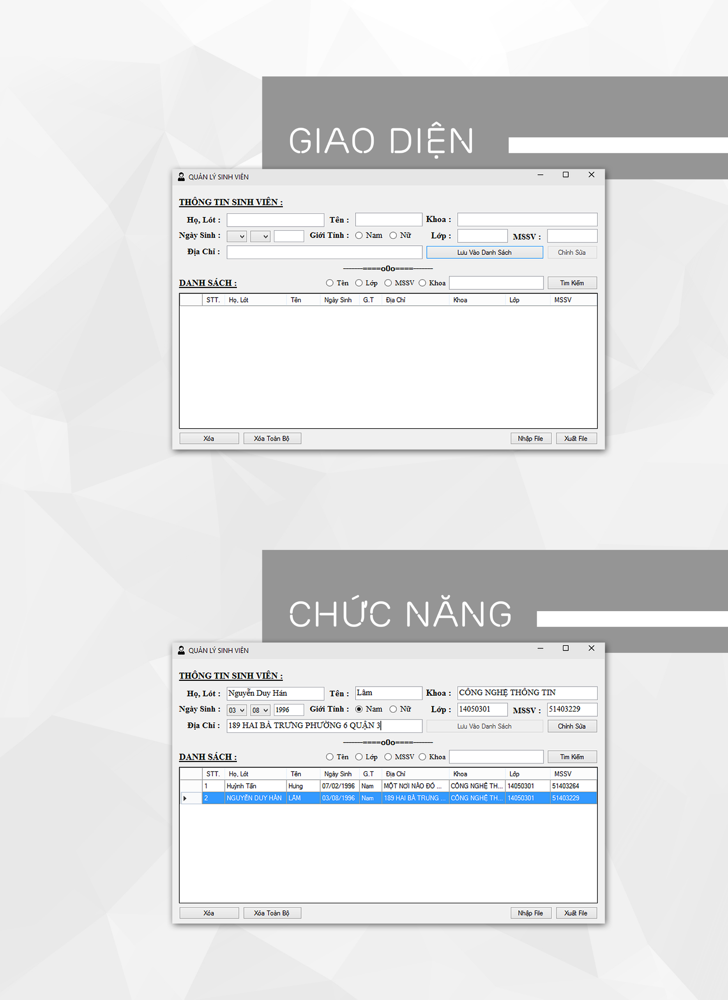 GIAO DIỆN
QUẢN LÝ SINH VIÊN
THÔNG TIN SINH VIÊN :
Họ, Lót : Tên : Khoa :
Ngày Sinh : Giới Tính : Nam Nữ Lớp : MSSV :
Địa Chỉ : Lưu Vào Danh Sách Chỉnh Sửa
-------====o0o====-------
DANH SÁCH : Tên Lớp MSSV Khoa Tìm Kiếm
STT. Họ, Lót Tên Ngày Sinh G.T Địa Chỉ Khoa Lớp MSSV
Xóa Xóa Toàn Bộ Nhập File Xuất File
CHỨC NĂNG
QUẢN LÝ SINH VIÊN
THÔNG TIN SINH VIÊN :
Họ, Lót : Nguyễn Duy Hán Tên : Lâm Khoa : CÔNG NGHỆ THÔNG TIN
Ngày Sinh : 03 08 1996 Giới Tính : Nam Nữ Lớp : 14050301 MSSV : 51403229
Địa Chỉ : 189 HAI BÀ TRƯNG PHƯỜNG 6 QUẬN 3 Lưu Vào Danh Sách Chỉnh Sửa
-------====o0o====-------
DANH SÁCH : Tên Lớp MSSV Khoa Tìm Kiếm
STT. Họ, Lót Tên Ngày Sinh G.T Địa Chỉ Khoa Lớp MSSV
1 Huỳnh Tấn Hưng 07/02/1996 Nam MỘT NƠI NÀO ĐÓ ... CÔNG NGHỆ TH... 14050301 51403264
2 NGUYỄN DUY HÁN LÂM 03/08/1996 Nam 189 HAI BÀ TRƯNG ... CÔNG NGHỆ TH... 14050301 51403229
Xóa Xóa Toàn Bộ Nhập File Xuất File